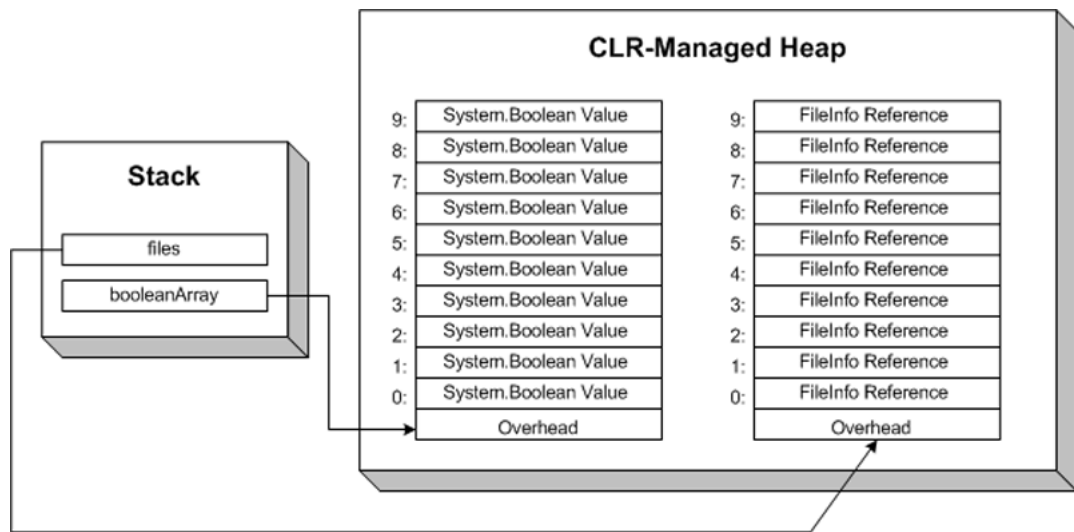 CLR-Managed Heap
Stack
files
booleanArray
9: System.Boolean Value
8: System.Boolean Value
7: System.Boolean Value
6: System.Boolean Value
5: System.Boolean Value
4: System.Boolean Value
3: System.Boolean Value
2: System.Boolean Value
1: System.Boolean Value
0: System.Boolean Value
Overhead
9: FileInfo Reference
8: FileInfo Reference
7: FileInfo Reference
6: FileInfo Reference
5: FileInfo Reference
4: FileInfo Reference
3: FileInfo Reference
2: FileInfo Reference
1: FileInfo Reference
0: FileInfo Reference
Overhead